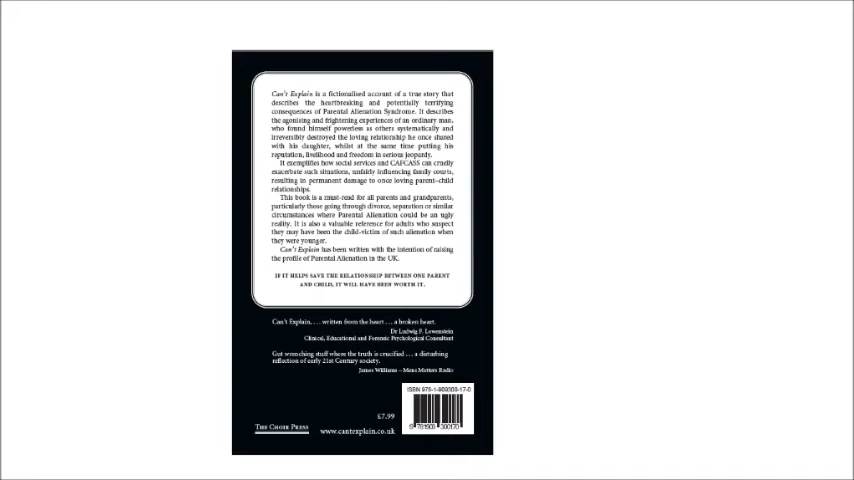 Can't Explain is a fictionalised account of a true story that
describes the heartbreaking and potentially terrifying
consequences of Parental Alienation Syndrome. It describes
the agonising and frightening experiences of an ordinary man,
who found himself powerless as others systematically and
irreversibly destroyed the loving relationship he once shared
with his daughter, whilst at the same time putting his
reputation, livelihood and freedom in serious jeopardy.
It exemplifies how social services and CAFCASS can cruelly
exacerbate such situations, unfairly influencing family courts,
resulting in permanent damage to once loving parent–child
relationships.
This book is a must-read for all parents and grandparents,
particularly those going through divorce, separation or similar
circumstances where Parental Alienation could be an ugly
reality. It is also a valuable reference for adults who suspect
they may have been the child-victim of such alienation when
they were younger.
Can't Explain has been written with the intention of raising
the profile of Parental Alienation in the UK.
IF IT HELPS SAVE THE RELATIONSHIP BETWEEN ONE PARENT
AND CHILD, IT WILL HAVE BEEN WORTH IT.
Can't Explain, . . . written from the heart . . . a broken heart.
Dr Ludwig F. Lowenstein
Clinical, Educational and Forensic Psychological Consultant
Gut wrenching stuff where the truth is crucified . . . a disturbing
reflection of early 21st Century society.
James Williams – Mens Matters Radio
ISBN 978-1-909300-17-0
£7.99
THE CHOIR PRESS
www.cantexplain.co.uk
9 781909 300170